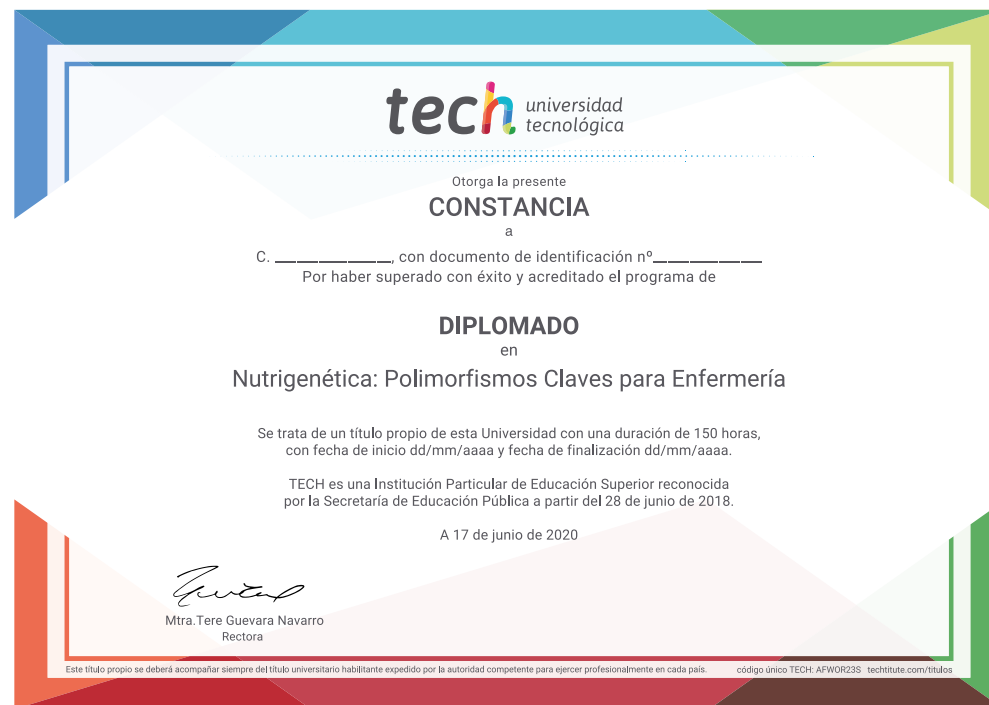 tech universidad
tecnológica
Otorga la presente
CONSTANCIA
a
C. ______________, con documento de identificación nº_____________
Por haber superado con éxito y acreditado el programa de
DIPLOMADO
en
Nutrigenética: Polimorfismos Claves para Enfermería
Se trata de un título propio de esta Universidad con una duración de 150 horas,
con fecha de inicio dd/mm/aaaa y fecha de finalización dd/mm/aaaa.
TECH es una Institución Particular de Educación Superior reconocida
por la Secretaría de Educación Pública a partir del 28 de junio de 2018.
A 17 de junio de 2020
Mtra.Tere Guevara Navarro
Rectora
Este título propio se deberá acompañar siempre del título universitario habilitante expedido por la autoridad competente para ejercer profesionalmente en cada país. código único TECH: AFWOR23S techtitute.com/titulos